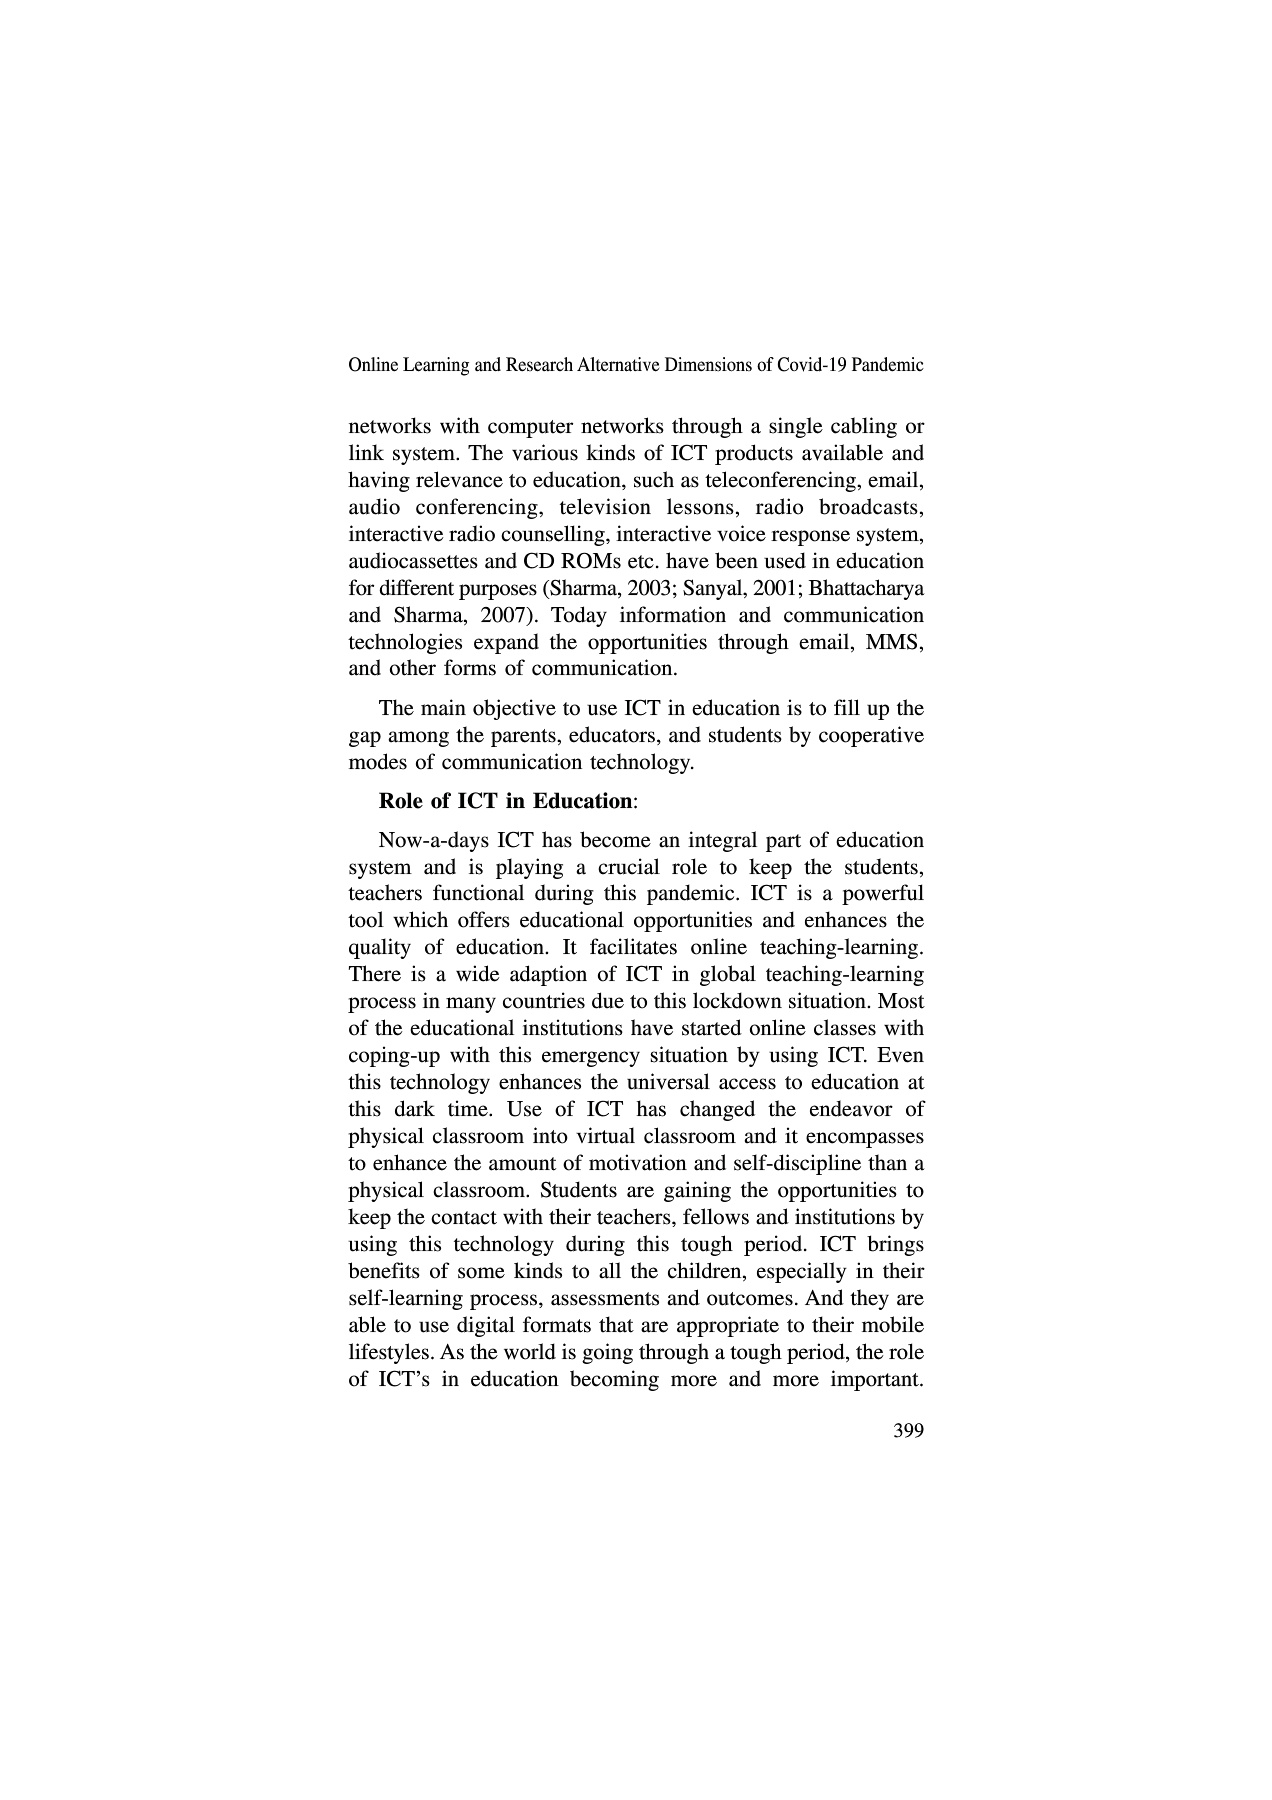 Online Learning and Research Alternative Dimensions of Covid-19 Pandemic
networks with computer networks through a single cabling or
link system. The various kinds of ICT products available and
having relevance to education, such as teleconferencing, email,
audio conferencing, television lessons, radio broadcasts,
interactive radio counselling, interactive voice response system,
audiocassettes and CD ROMs etc. have been used in education
for different purposes (Sharma, 2003; Sanyal, 2001; Bhattacharya
and Sharma, 2007). Today information and communication
technologies expand the opportunities through email, MMS,
and other forms of communication.
The main objective to use ICT in education is to fill up the
gap among the parents, educators, and students by cooperative
modes of communication technology.
Role of ICT in Education:
Now-a-days ICT has become an integral part of education
system and is playing a crucial role to keep the students,
teachers functional during this pandemic. ICT is a powerful
tool which offers educational opportunities and enhances the
quality of education. It facilitates online teaching-learning.
There is a wide adaption of ICT in global teaching-learning
process in many countries due to this lockdown situation. Most
of the educational institutions have started online classes with
coping-up with this emergency situation by using ICT. Even
this technology enhances the universal access to education at
this dark time. Use of ICT has changed the endeavor of
physical classroom into virtual classroom and it encompasses
to enhance the amount of motivation and self-discipline than a
physical classroom. Students are gaining the opportunities to
keep the contact with their teachers, fellows and institutions by
using this technology during this tough period. ICT brings
benefits of some kinds to all the children, especially in their
self-learning process, assessments and outcomes. And they are
able to use digital formats that are appropriate to their mobile
lifestyles. As the world is going through a tough period, the role
of ICT’s in education becoming more and more important.
399